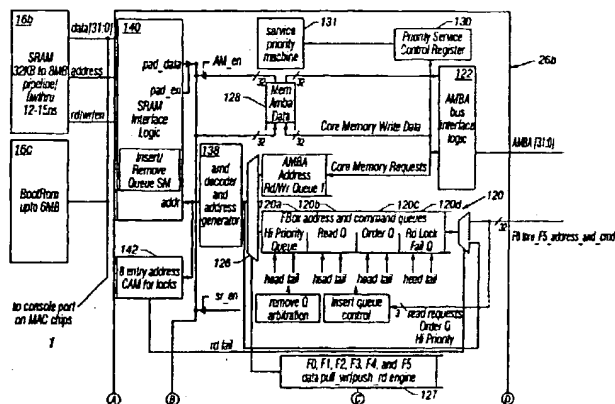 16b
SRAM
32KB to 8MB
pipeline/
12-15ns
data[31:0]
address
rd/wr/en
16c
BootRom
upto 6MB
to console port
on MAC chips
1
140
pad_data
pad_en
SRAM
Interface
Logic
Insert/
Remove
Queue SM
addr
142
8 entry address
CAM for locks
138
and
address
generator
AM_en
sr_en
rd fail
service
priority
machine
131
130
Priority Service
Control Register
26b
32
32
128
Mem
Amba
Data
32
32
Core Memory Write Data
122
AMBA
bus
interface
logic
AMBA [31:0]
AMBA
Address
Rd/Wr Queue 1
Core Memory Requests
120a
120b
120c
120d
120
FBox address and command queues
Hi Priority
Queue
Read Q
Order Q
Rd Lock
Fail Q
126
32
head tail
head tail
head tail
head tail
remove Q
arbitration
insert queue
control
3
read requests
Order Q
Hi Priority
F0, F1, F2, F3, F4, and F5
127
A
B
C
D